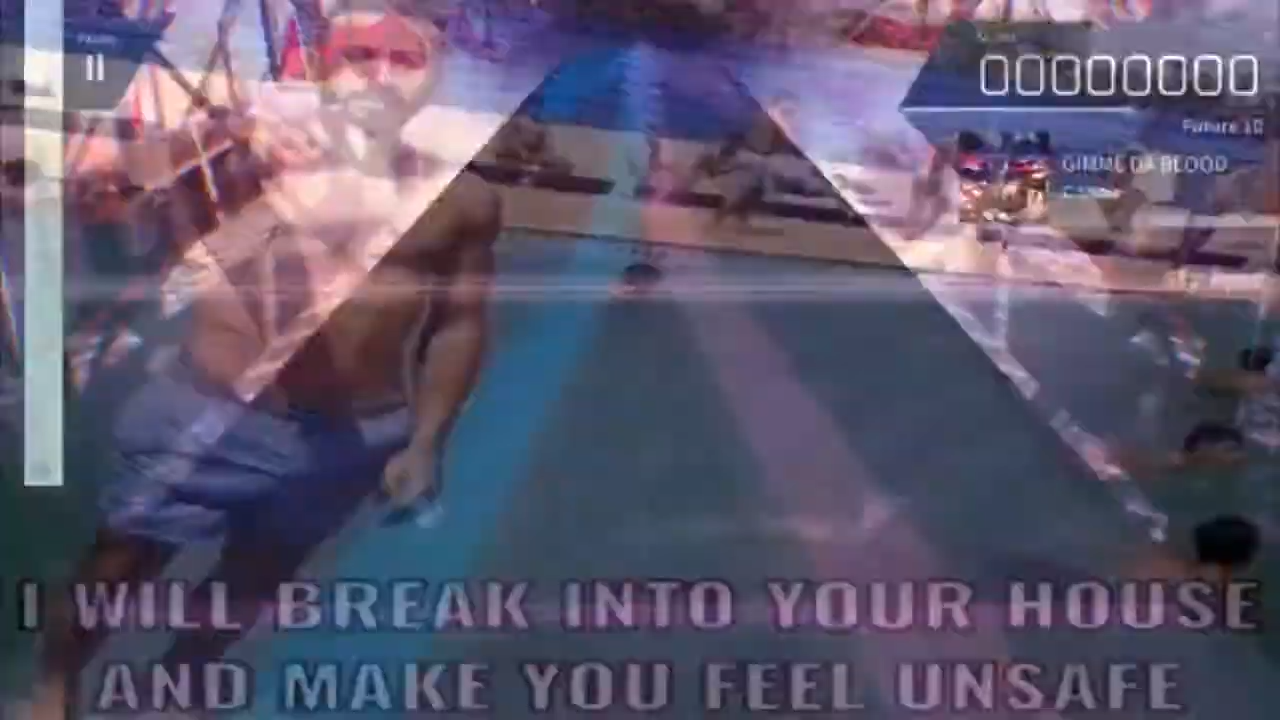 PAUSE
00000000
Future 10
GIMME DA BLOOD
I WILL BREAK INTO YOUR HOUSE
AND MAKE YOU FEEL UNSAFE